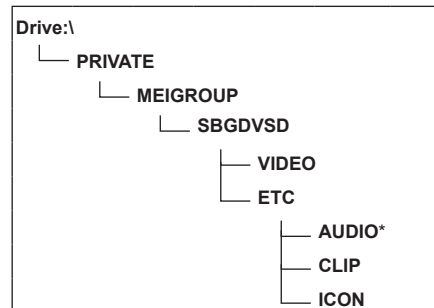 Drive:\
PRIVATE
MEIGROUP
SBGDVSD
VIDEO
ETC
AUDIO*
CLIP
ICON